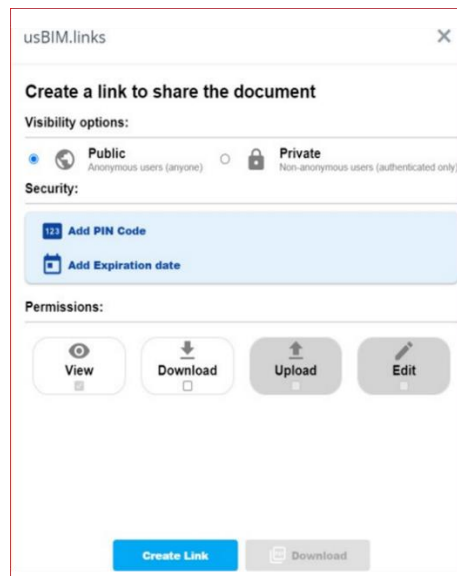 usBIM.links
Create a link to share the document
Visibility options:
Public
Anonymous users (anyone)
Private
Non-anonymous users (authenticated only)
Security:
123 Add PIN Code
Add Expiration date
Permissions:
View
Download
Upload
Edit
Create Link
Download